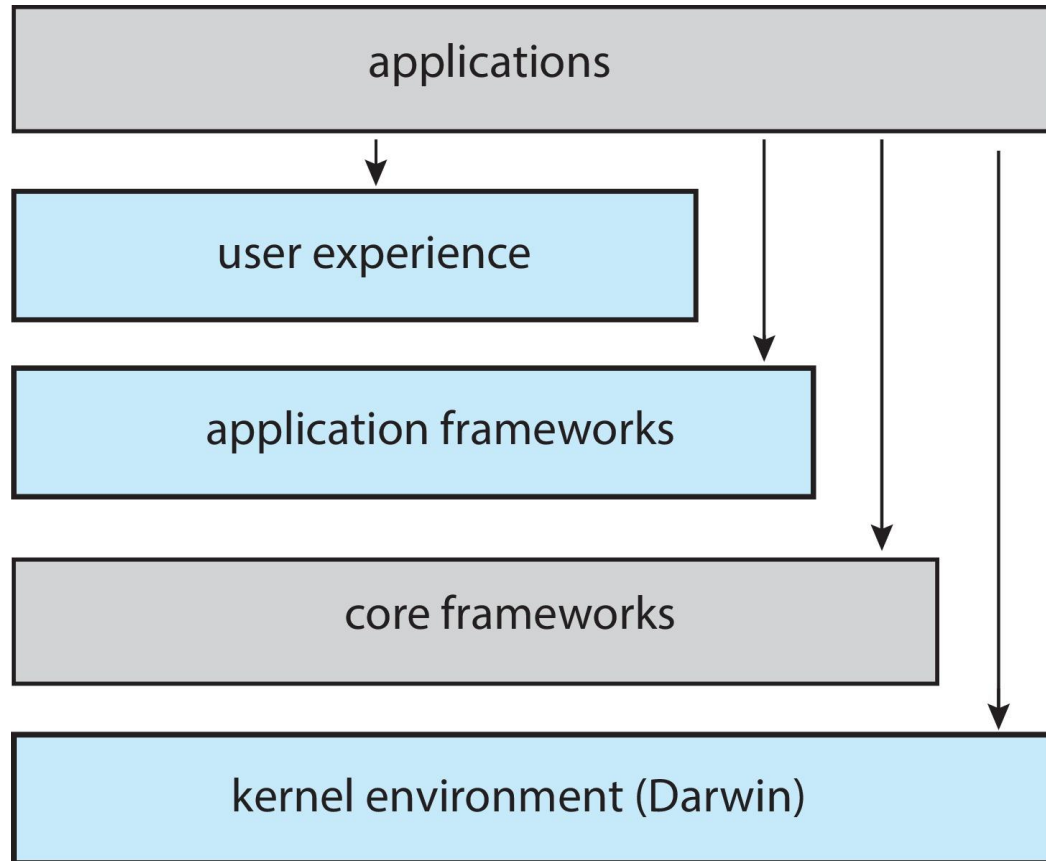 applications
user experience
application frameworks
core frameworks
kernel environment (Darwin)